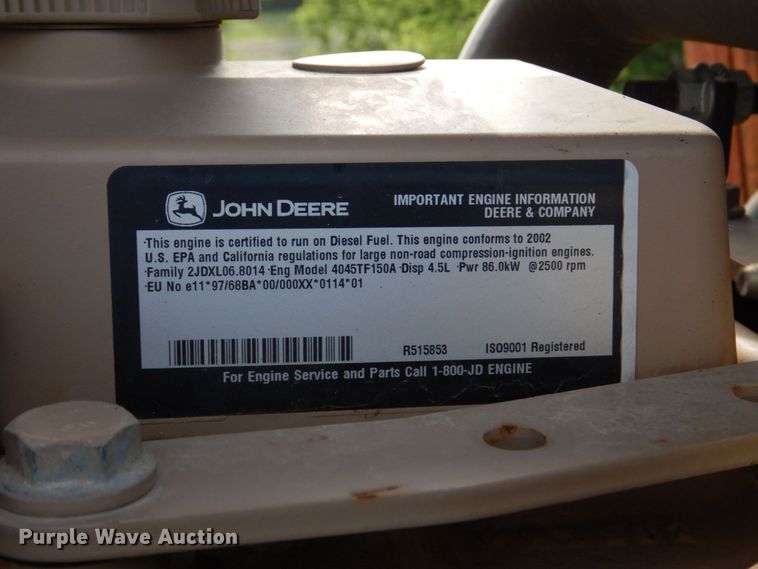 JOHN DEERE
IMPORTANT ENGINE INFORMATION
DEERE & COMPANY
This engine is certified to run on Diesel Fuel. This engine conforms to 2002
U.S. EPA and California regulations for large non-road compression-ignition engines.
Family 2JDXL06.8014 Eng Model 4045TF150A Disp 4.5L Pwr 86.0kW @2500 rpm
EU No e11*97/68BA*00/000XX*0114*01
R515853 ISO9001 Registered
For Engine Service and Parts Call 1-800-JD ENGINE
Purple Wave Auction